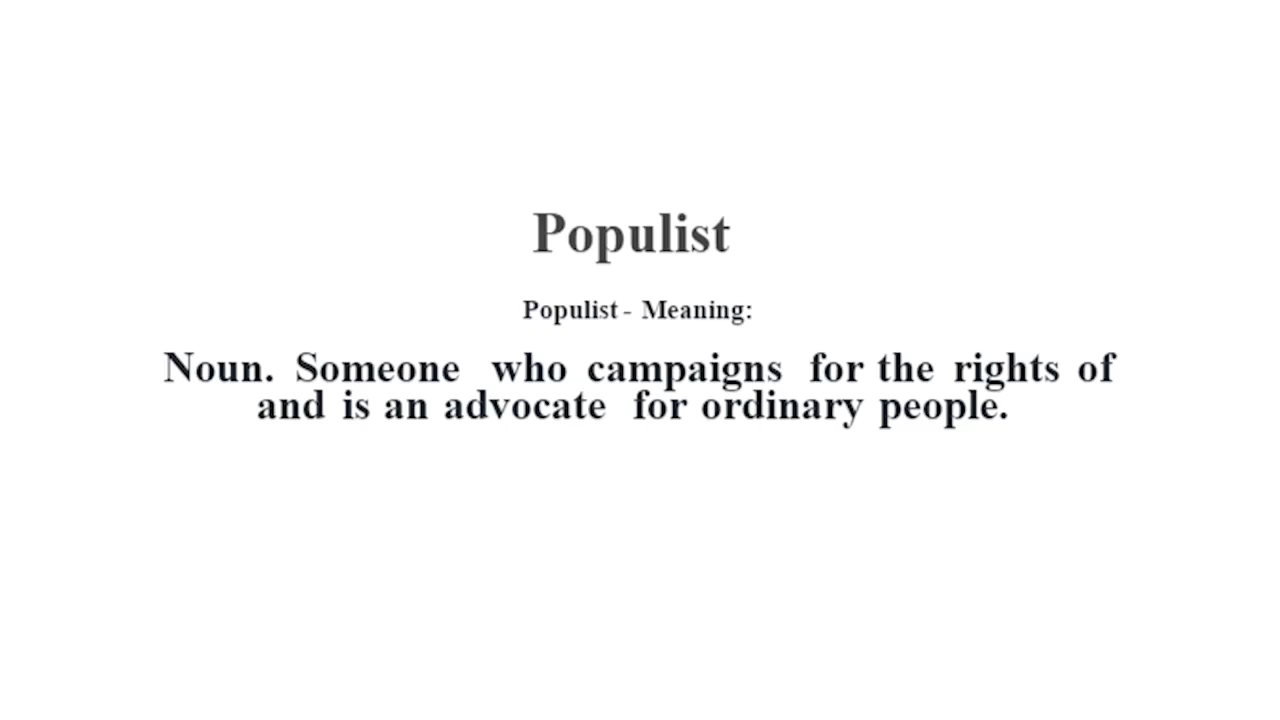 Populist
Populist - Meaning:
Noun. Someone who campaigns for the rights of
and is an advocate for ordinary people.